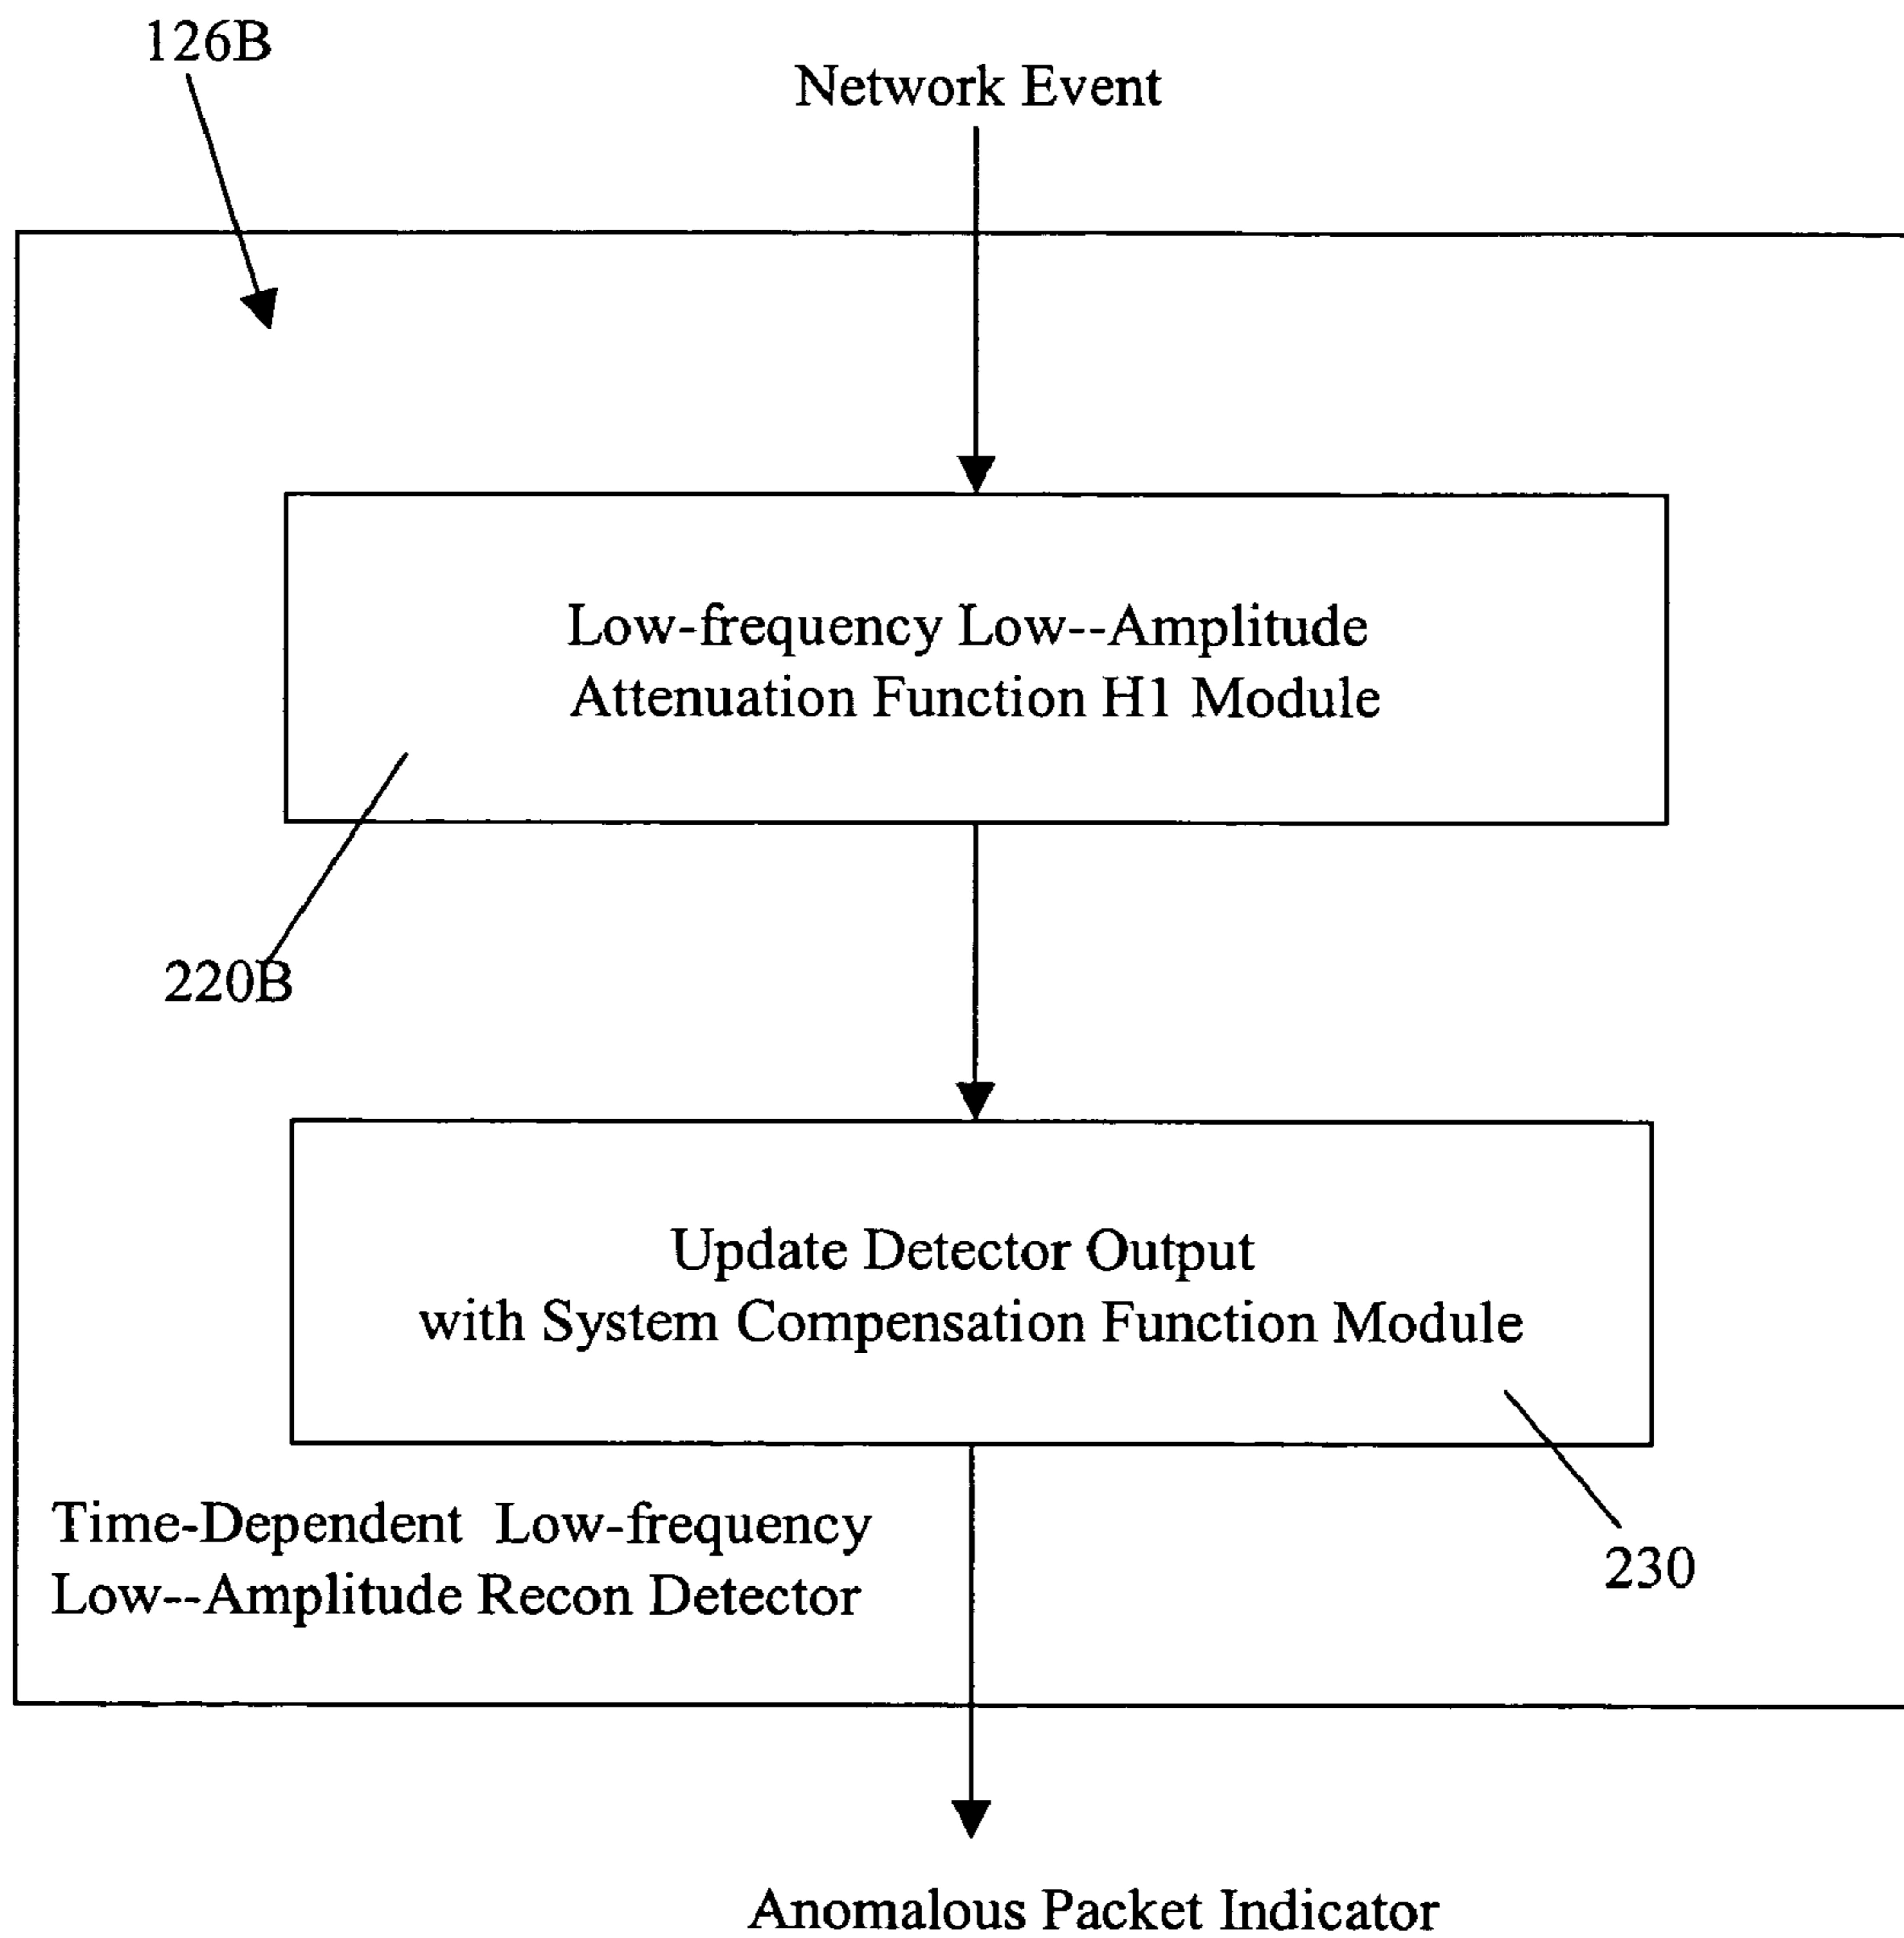 126B
Network Event
Low-frequency Low--Amplitude
Attenuation Function H1 Module
220B
Update Detector Output
with System Compensation Function Module
Time-Dependent Low-frequency
Low--Amplitude Recon Detector
230
Anomalous Packet Indicator